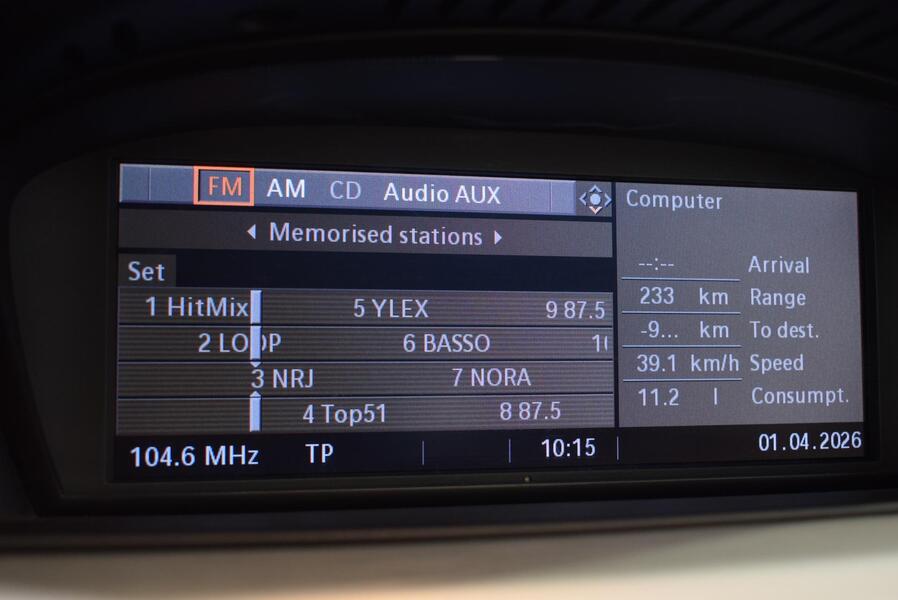 FM AM CD Audio AUX
Memorised stations
Set
1 HitMix 5 YLEX 9 87.5
2 LOOP 6 BASSO
3 NRJ 7 NORA
4 Top51 8 87.5
104.6 MHz TP 10:15
Computer
--:-- Arrival
233 km Range
-9... km To dest.
39.1 km/h Speed
11.2 l Consumpt.
01.04.2026